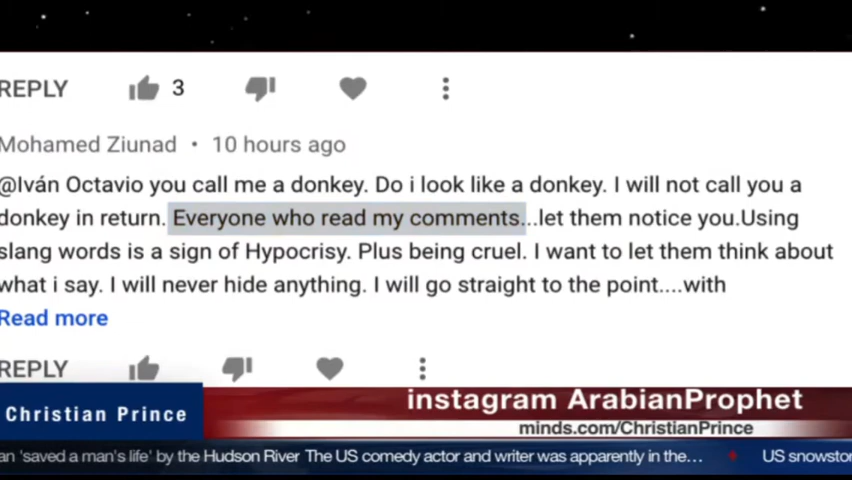 REPLY 3
Mohamed Ziunad • 10 hours ago
@Iván Octavio you call me a donkey. Do i look like a donkey. I will not call you a
donkey in return. Everyone who read my comments...let them notice you.Using
slang words is a sign of Hypocrisy. Plus being cruel. I want to let them think about
what i say. I will never hide anything. I will go straight to the point....with
Read more
REPLY
Christian Prince
instagram ArabianProphet
minds.com/ChristianPrince
an 'saved a man's life' by the Hudson River The US comedy actor and writer was apparently in the... US snowstor